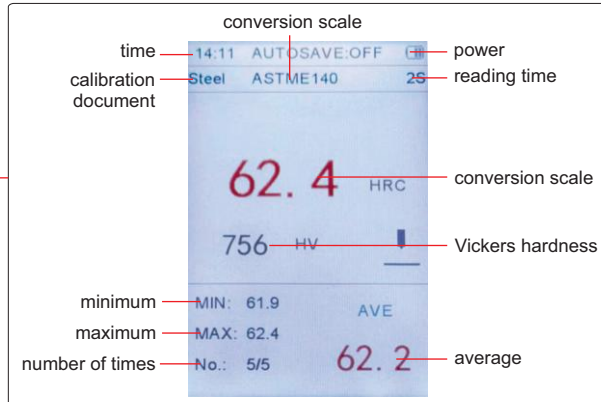 conversion scale
time 14:11 AUTOSAVE:OFF power
calibration document Steel ASTME140 2S reading time
62.4 HRC conversion scale
756 HV Vickers hardness
minimum MIN: 61.9 AVE
maximum MAX: 62.4
number of times No.: 5/5 62.2 average